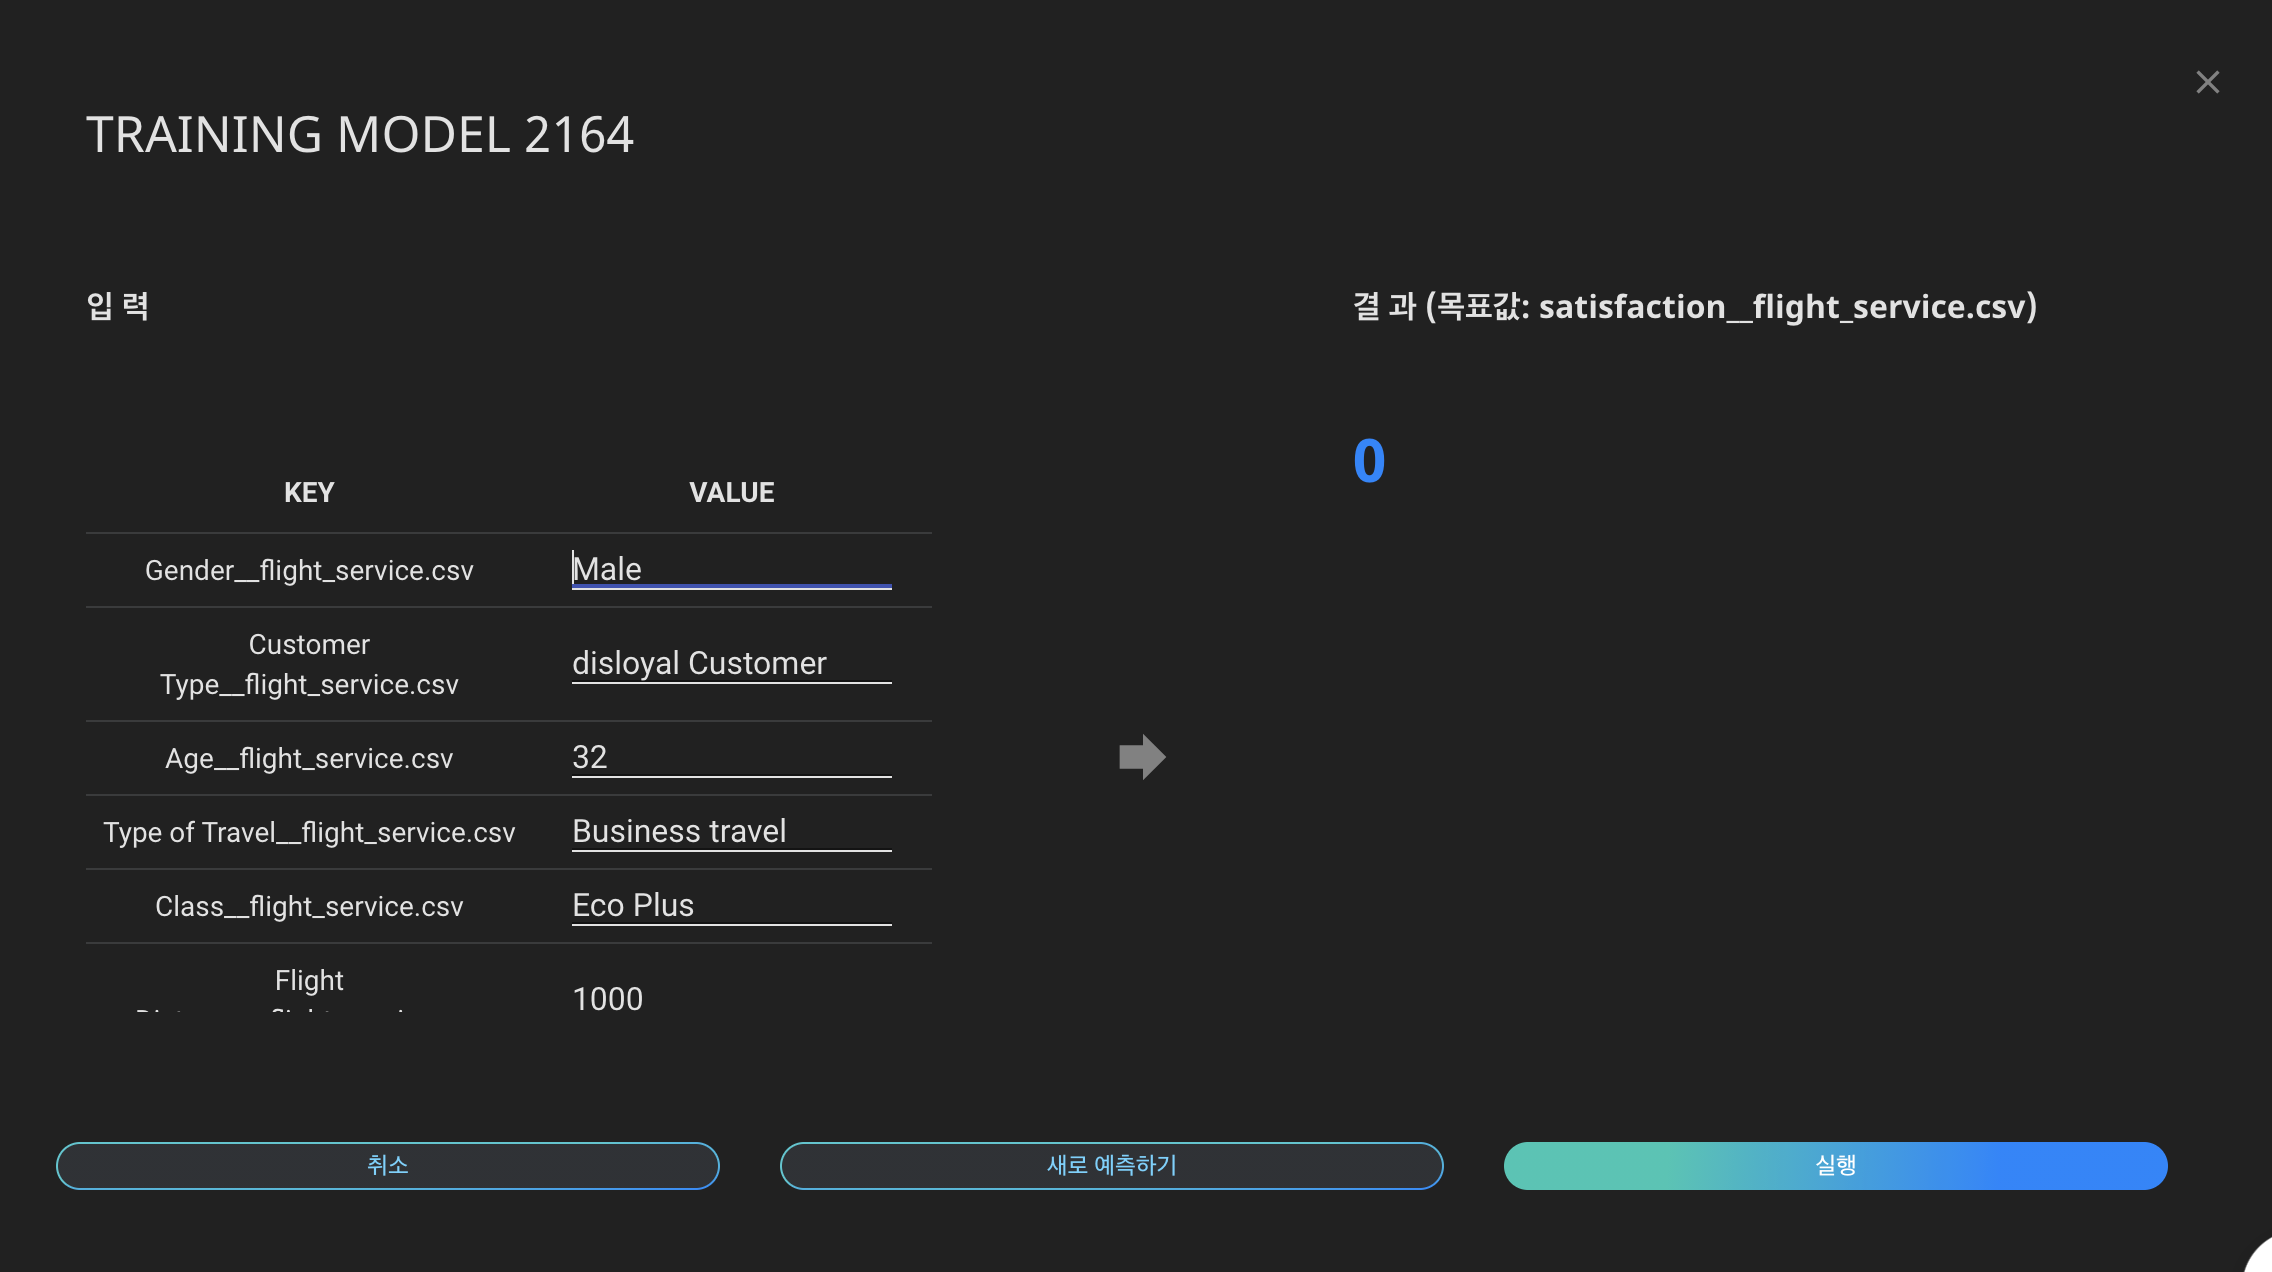 TRAINING MODEL 2164
입 력
결 과 (목표값: satisfaction__flight_service.csv)
0
KEY VALUE
Gender__flight_service.csv Male
Customer
Type__flight_service.csv disloyal Customer
Age__flight_service.csv 32
Type of Travel__flight_service.csv Business travel
Class__flight_service.csv Eco Plus
Flight
1000
취소 새로 예측하기 실행